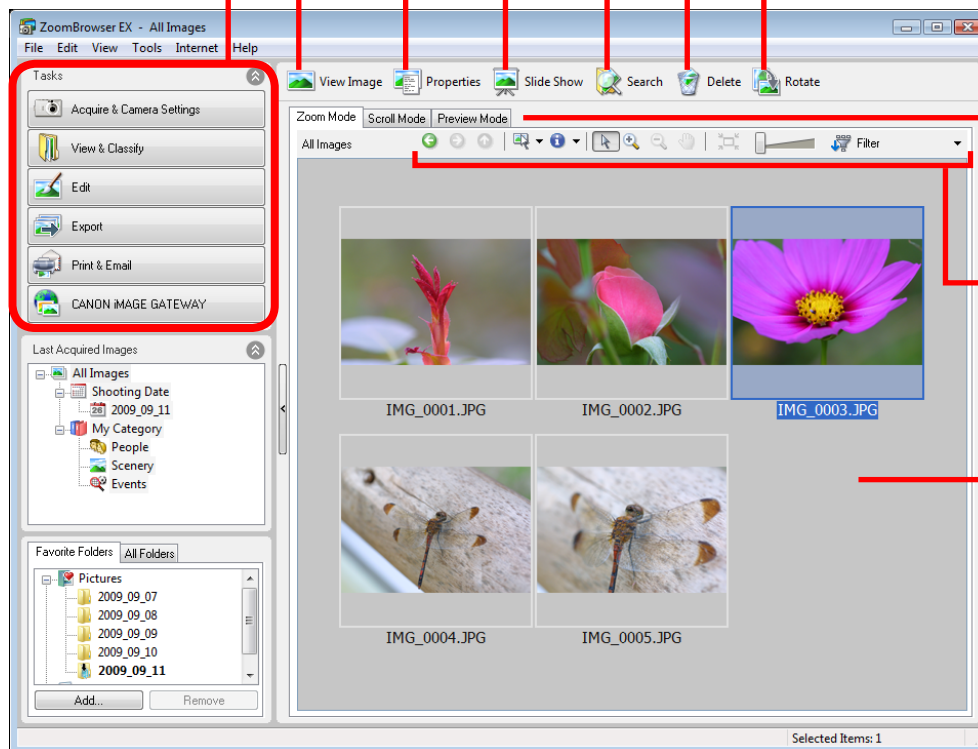 ZoomBrowser EX - All Images
File Edit View Tools Internet Help
Tasks
Acquire & Camera Settings
View & Classify
Edit
Export
Print & Email
CANON iMAGE GATEWAY
Last Acquired Images
All Images
Shooting Date
26 2009_09_11
My Category
People
Scenery
Events
Favorite Folders All Folders
Pictures
2009_09_07
2009_09_08
2009_09_09
2009_09_10
2009_09_11
Add... Remove
View Image Properties Slide Show Search Delete Rotate
Zoom Mode Scroll Mode Preview Mode
All Images Filter
IMG_0001.JPG IMG_0002.JPG IMG_0003.JPG
IMG_0004.JPG IMG_0005.JPG
Selected Items: 1